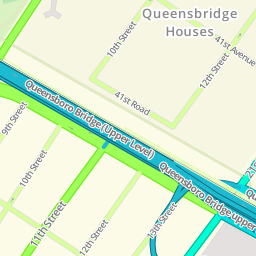 Queensbridge
Houses
10th Street
41st Avenue
12th Street
41st Road
Queensboro Bridge (Upper Level)
9th Street
10th Street
Queensboro Bridge upper
11th Street
12th Street
13th Street